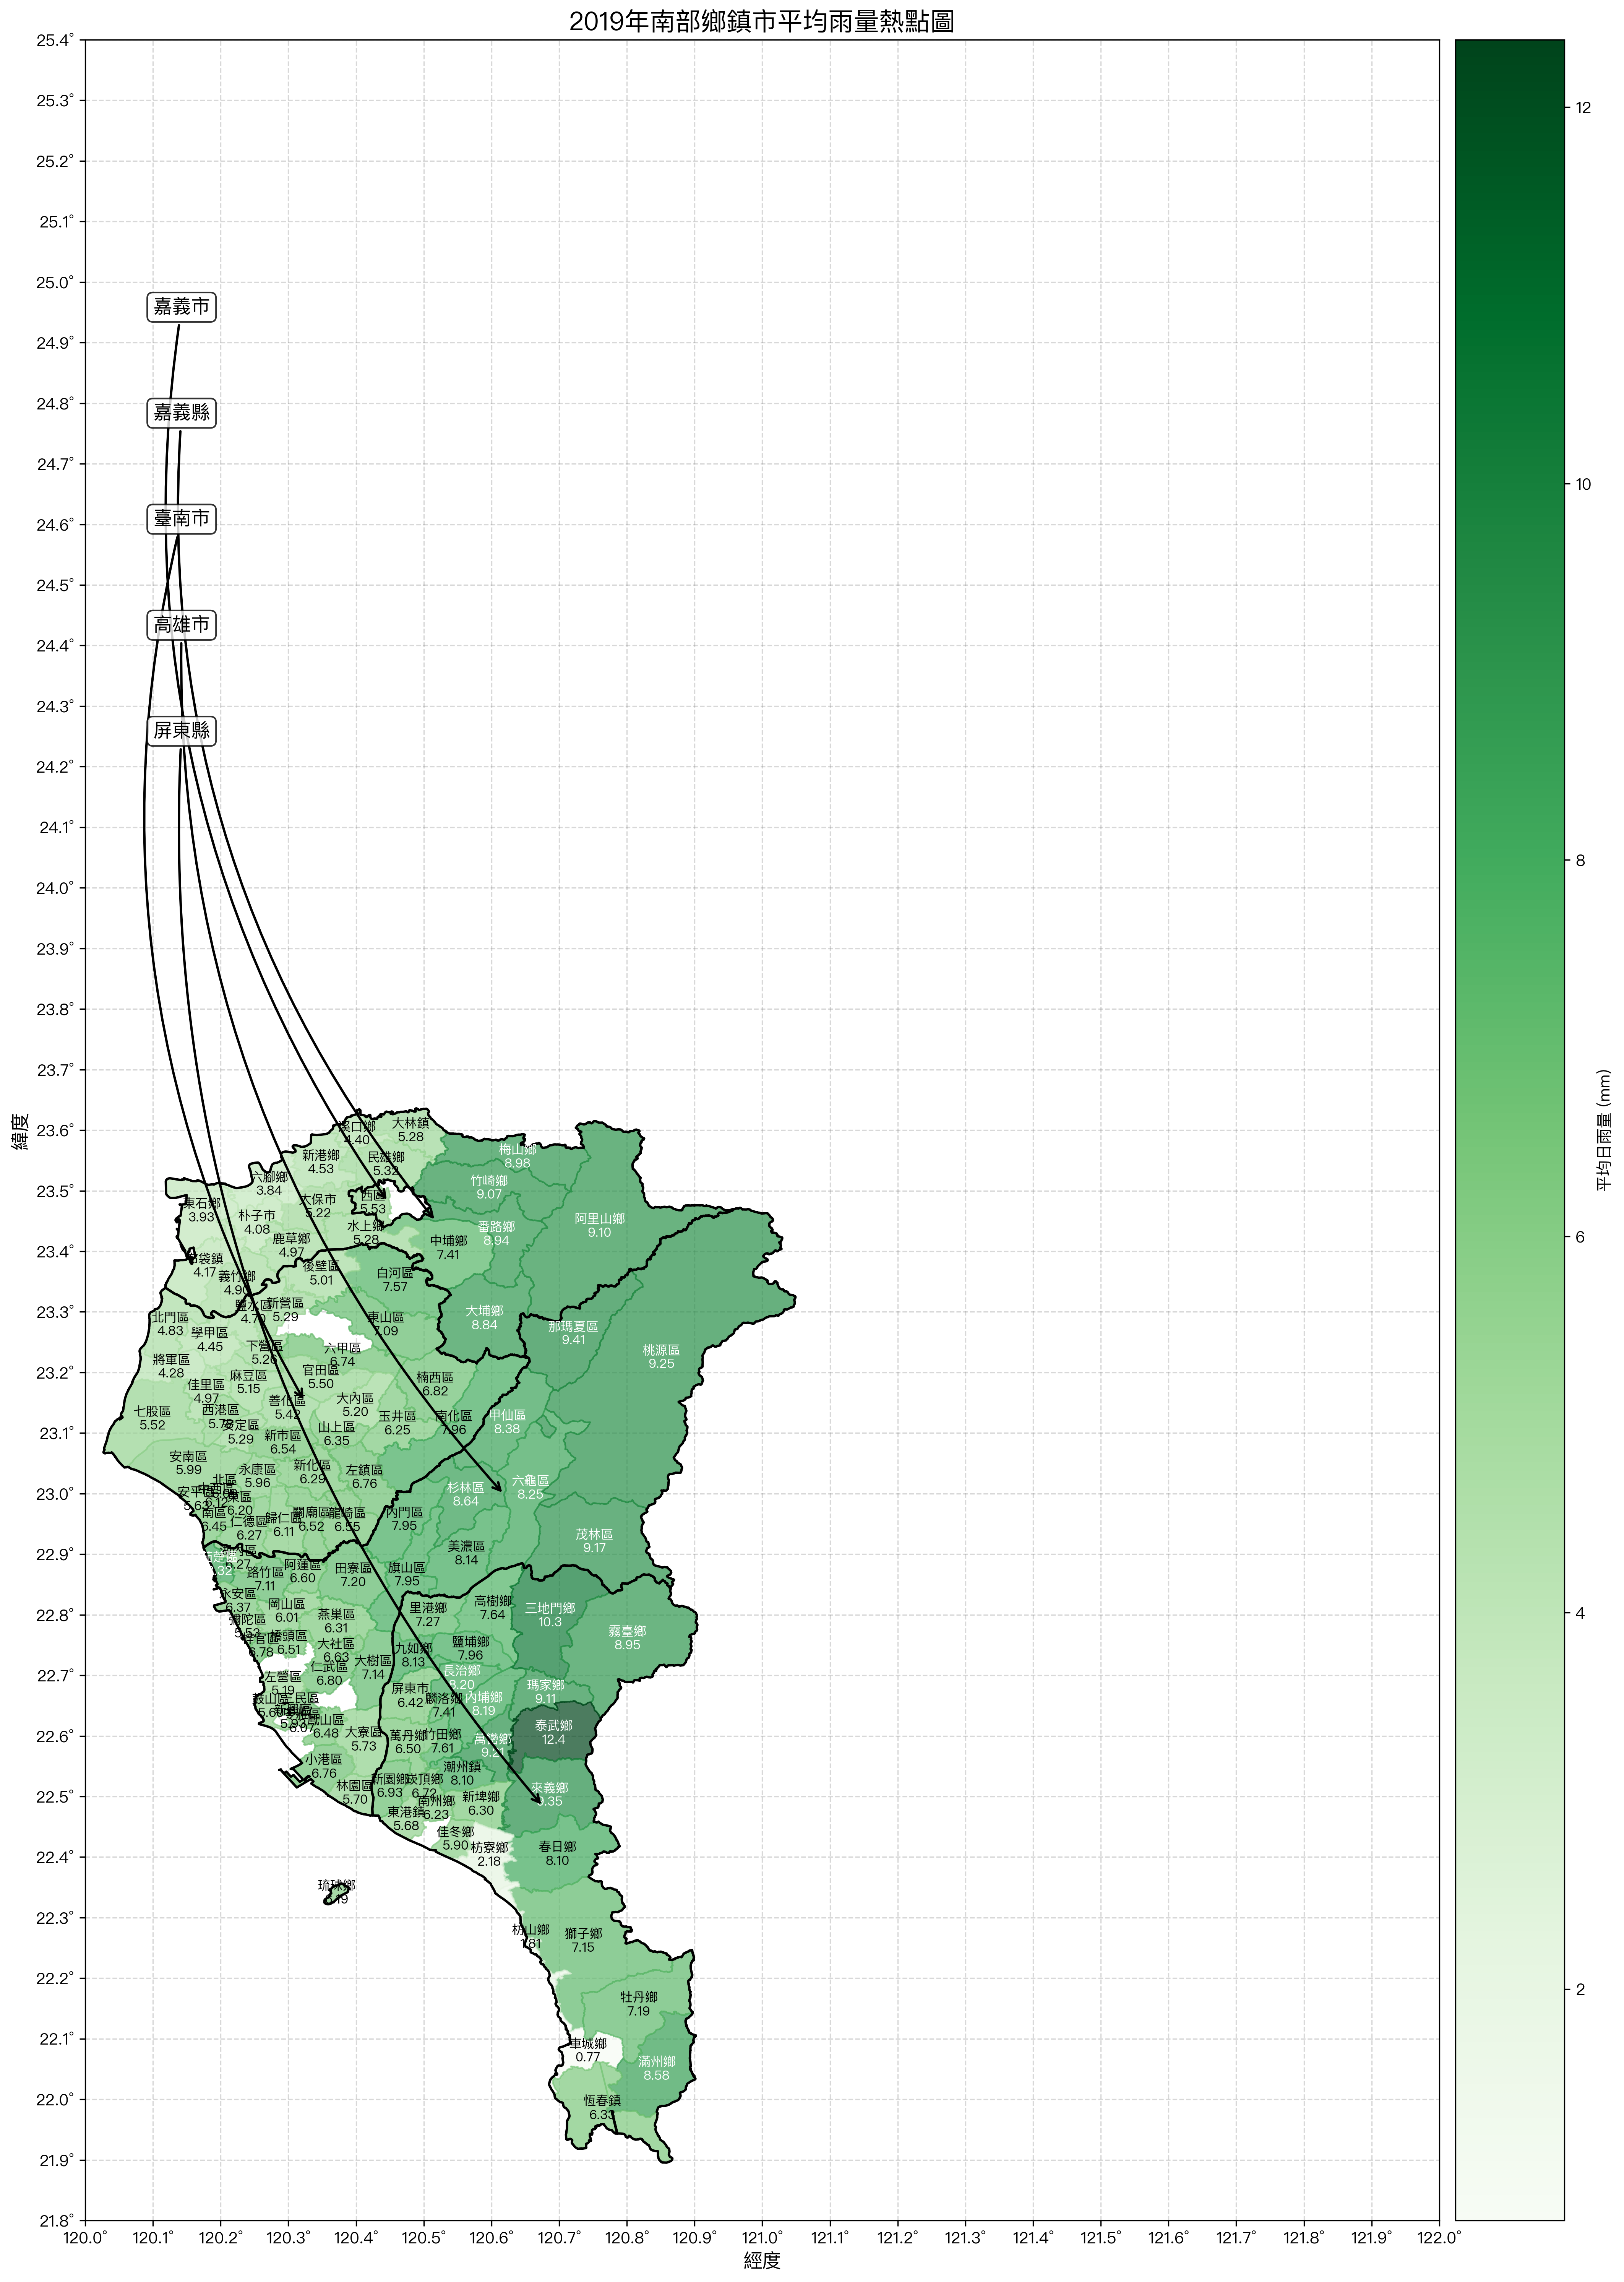 2019年南部鄉鎮市平均雨量熱點圖
25.4°
25.3°
25.2°
25.1°
25.0°
24.9°
24.8°
24.7°
24.6°
24.5°
24.4°
24.3°
24.2°
24.1°
24.0°
23.9°
23.8°
23.7°
23.6°
23.5°
23.4°
23.3°
23.2°
23.1°
23.0°
22.9°
22.8°
22.7°
22.6°
22.5°
22.4°
22.3°
22.2°
22.1°
22.0°
21.9°
21.8°
緯度
嘉義市
嘉義縣
臺南市
高雄市
屏東縣
溪口鄉
4.40
大林鎮
5.28
新港鄉
4.53
民雄鄉
5.32
梅山鄉
8.98
六腳鄉
3.84
竹崎鄉
9.07
東石鄉
3.93
大保市
5.22
西區
5.53
朴子市
4.08
阿里山鄉
9.10
水上鄉
5.28
番路鄉
8.94
鹿草鄉
4.97
中埔鄉
7.41
布袋鎮
4.17
後壁區
5.01
義竹鄉
4.90
白河區
7.57
鹽水區
4.70
新營區
5.29
北門區
4.83
東山區
7.09
大埔鄉
8.84
那瑪夏區
9.41
學甲區
4.45
下營區
5.26
六甲區
6.74
桃源區
9.25
將軍區
4.28
麻豆區
5.15
官田區
5.50
楠西區
6.82
佳里區
4.97
善化區
5.42
大內區
5.20
七股區
5.52
西港區
安定區
5.29
山上區
6.35
玉井區
6.25
南化區
7.96
甲仙區
8.38
新市區
6.54
安南區
5.99
永康區
5.96
新化區
6.29
左鎮區
6.76
杉林區
8.64
六龜區
8.25
北區
安平區
5.63
東區
6.20
南區
6.45
仁德區
6.27
歸仁區
6.11
關廟區
6.52
龍崎區
6.55
內門區
7.95
茂林區
9.17
美濃區
8.14
路竹區
7.11
阿蓮區
6.60
田寮區
7.20
旗山區
7.95
永安區
6.37
岡山區
6.01
燕巢區
6.31
里港鄉
7.27
高樹鄉
7.64
三地門鄉
10.3
彌陀區
5.53
霧臺鄉
8.95
梓官區
6.78
橋頭區
6.51
大社區
6.63
九如鄉
8.13
鹽埔鄉
7.96
仁武區
6.80
大樹區
7.14
長治鄉
8.20
左營區
5.19
屏東市
6.42
麟洛鄉
7.41
內埔鄉
8.19
瑪家鄉
9.11
鼓山區
三民區
鳳山區
6.48
大寮區
5.73
萬丹鄉
6.50
竹田鄉
7.61
萬巒鄉
9.21
泰武鄉
12.4
小港區
6.76
林園區
5.70
新園鄉
6.93
崁頂鄉
6.72
潮州鎮
8.10
來義鄉
9.35
南州鄉
6.23
新埤鄉
6.30
東港鎮
5.68
佳冬鄉
5.90
枋寮鄉
2.18
春日鄉
8.10
琉球鄉
枋山鄉
1.81
獅子鄉
7.15
牡丹鄉
7.19
車城鄉
0.77
滿州鄉
8.58
恆春鎮
6.33
120.0°
120.1°
120.2°
120.3°
120.4°
120.5°
120.6°
120.7°
120.8°
120.9°
121.0°
121.1°
121.2°
121.3°
121.4°
121.5°
121.6°
121.7°
121.8°
121.9°
122.0°
經度
12
10
8
6
4
2
平均日雨量 (mm)